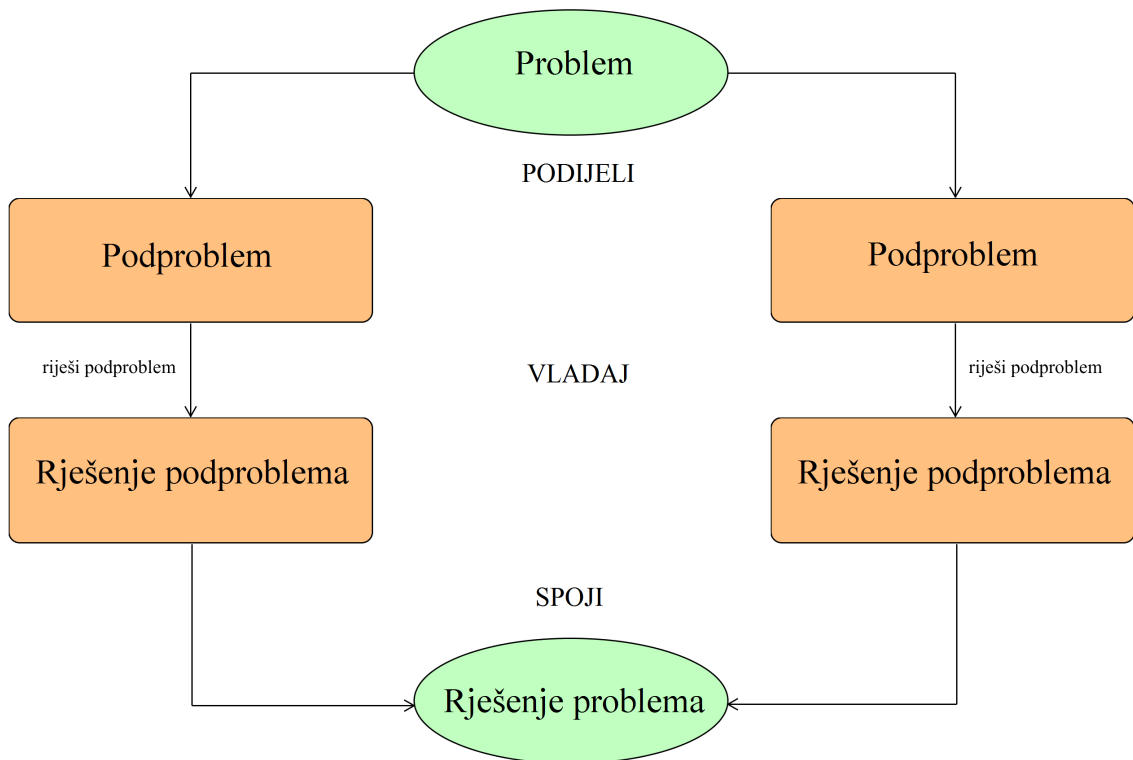 Problem
PODIJELI
Podproblem
Podproblem
riješi podproblem
VLADAJ
riješi podproblem
Rješenje podproblema
Rješenje podproblema
SPOJI
Rješenje problema